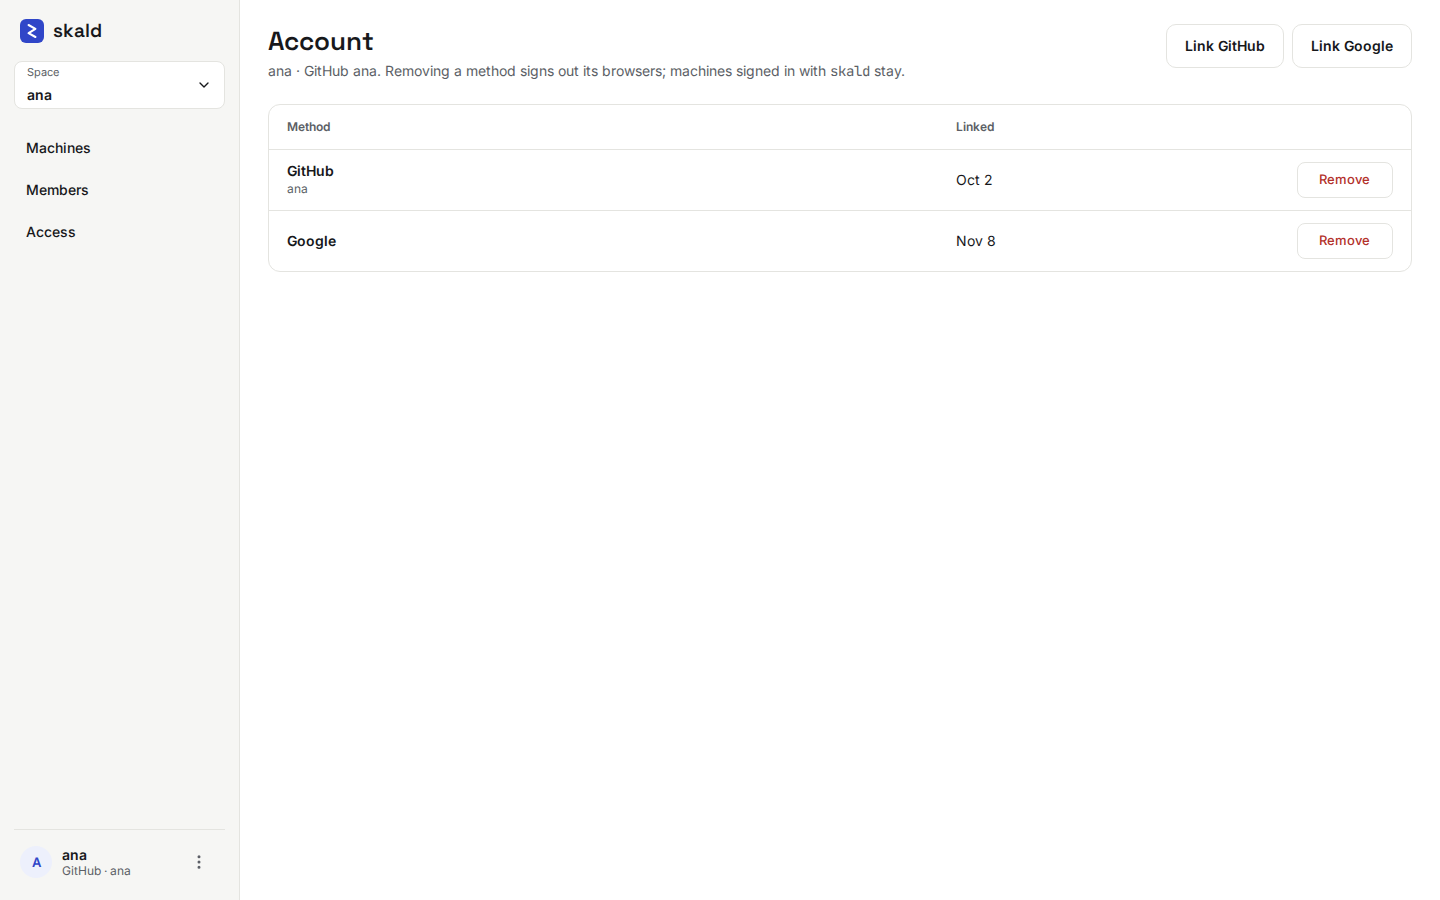 skald
Space
ana
Machines
Members
Access
A
ana
GitHub · ana
Account
ana · GitHub ana. Removing a method signs out its browsers; machines signed in with skald stay.
Link GitHub
Link Google
Method
Linked
GitHub
ana
Oct 2
Remove
Google
Nov 8
Remove